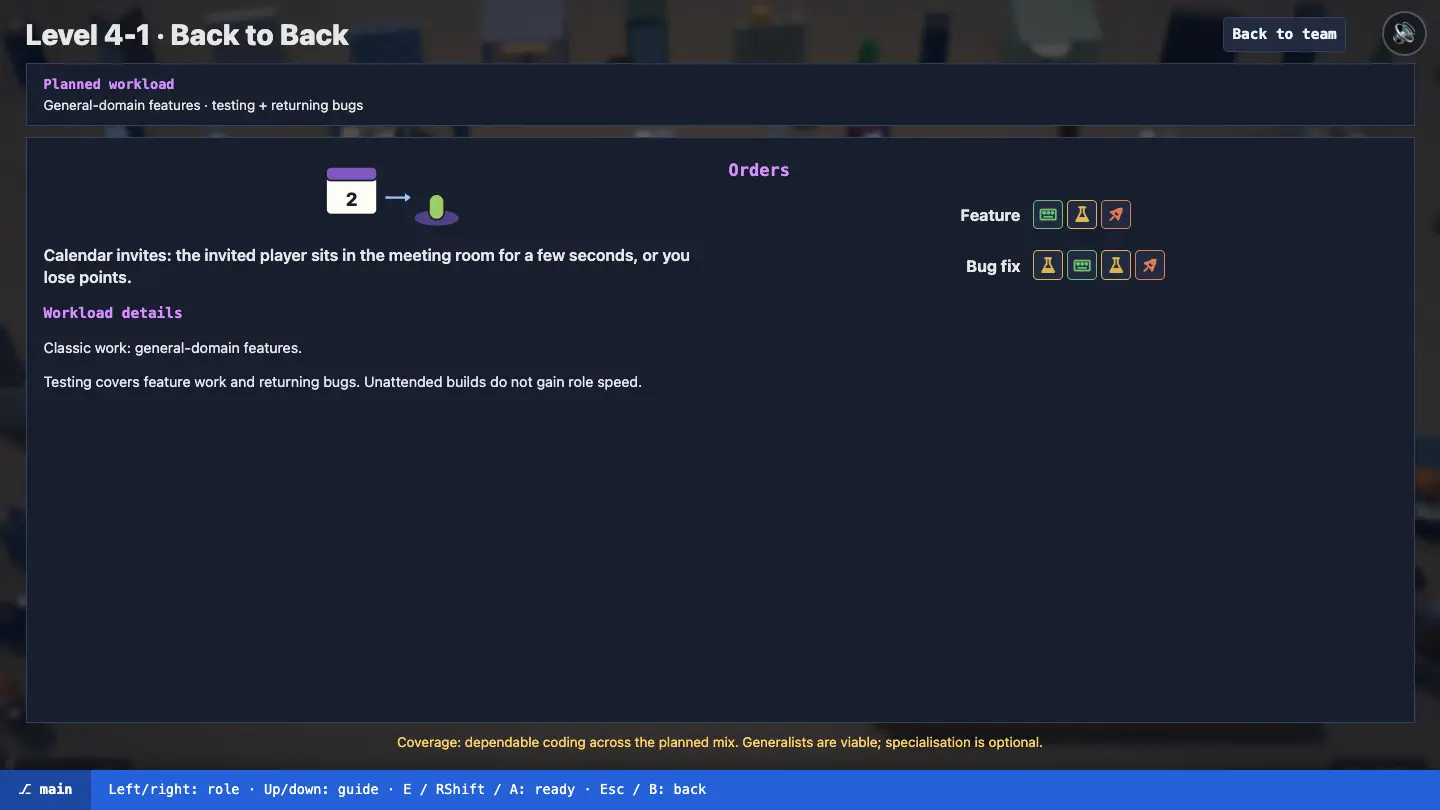 Level 4-1 · Back to Back
Back to team
Planned workload
General-domain features · testing + returning bugs
2
Calendar invites: the invited player sits in the meeting room for a few seconds, or you
lose points.
Workload details
Classic work: general-domain features.
Testing covers feature work and returning bugs. Unattended builds do not gain role speed.
Orders
Feature
Bug fix
Coverage: dependable coding across the planned mix. Generalists are viable; specialisation is optional.
⎇ main
Left/right: role · Up/down: guide · E / RShift / A: ready · Esc / B: back